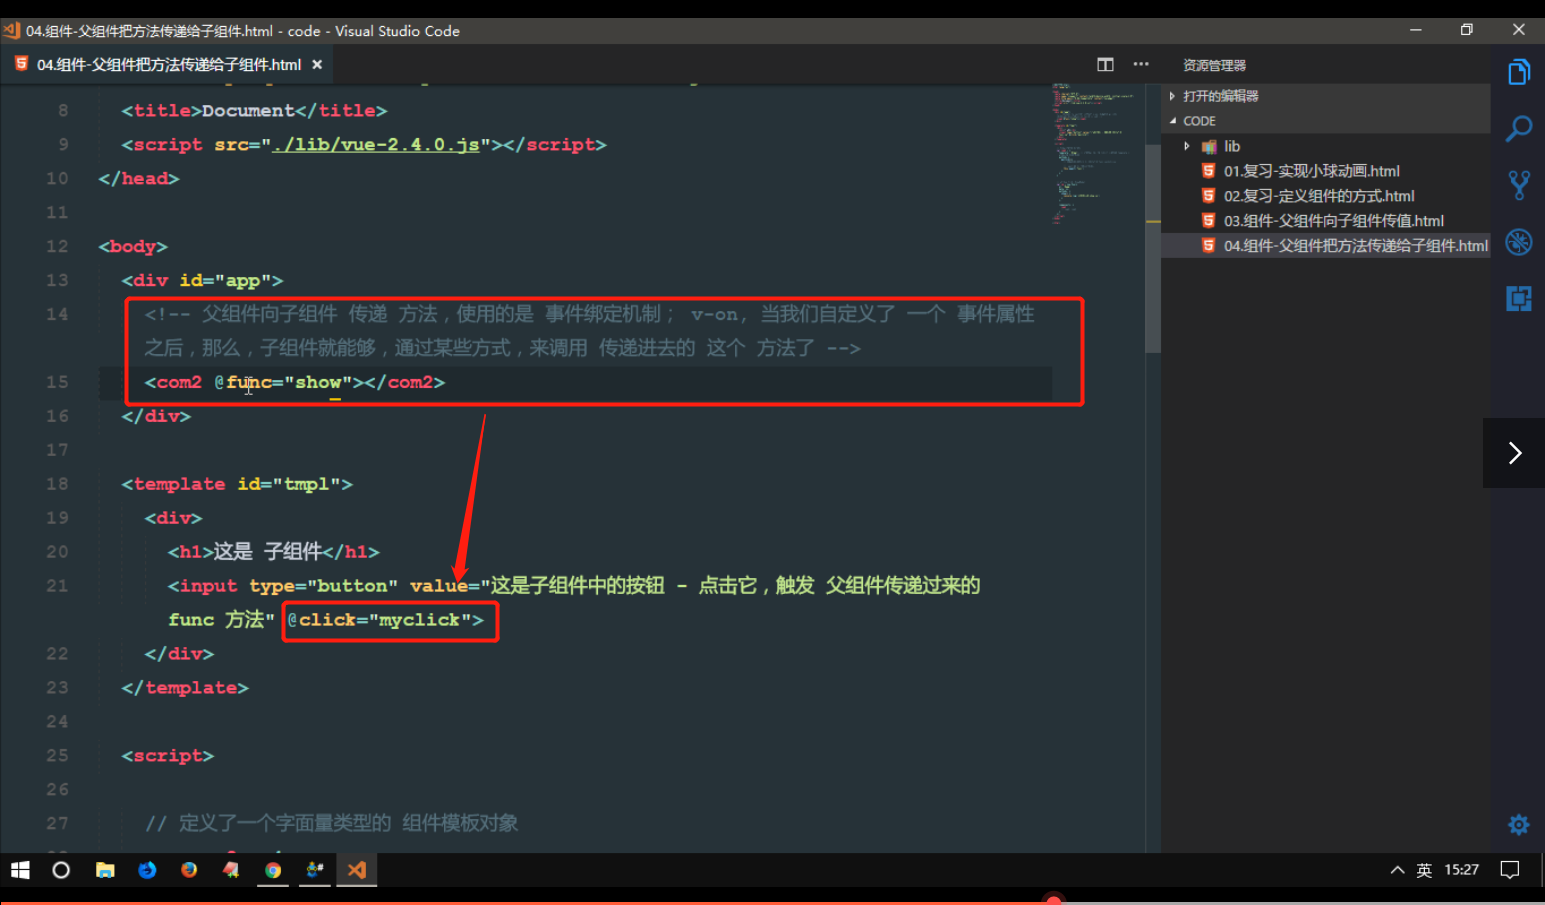 04.组件-父组件把方法传递给子组件.html - code - Visual Studio Code
04.组件-父组件把方法传递给子组件.html ×
8 <title>Document</title>
9 <script src="./lib/vue-2.4.0.js"></script>
10 </head>
11
12 <body>
13 <div id="app">
14 <!-- 父组件向子组件 传递 方法，使用的是 事件绑定机制； v-on, 当我们自定义了 一个 事件属性
之后，那么，子组件就能够，通过某些方式，来调用 传递进去的 这个 方法了 -->
15 <com2 @func="show"></com2>
16 </div>
17
18 <template id="tmpl">
19 <div>
20 <h1>这是 子组件</h1>
21 <input type="button" value="这是子组件中的按钮 - 点击它，触发 父组件传递过来的
func 方法" @click="myclick">
22 </div>
23 </template>
24
25 <script>
26
27 // 定义了一个字面量类型的 组件模板对象
资源管理器
打开的编辑器
CODE
lib
01.复习-实现小球动画.html
02.复习-定义组件的方式.html
03.组件-父组件向子组件传值.html
04.组件-父组件把方法传递给子组件.html
英 15:27